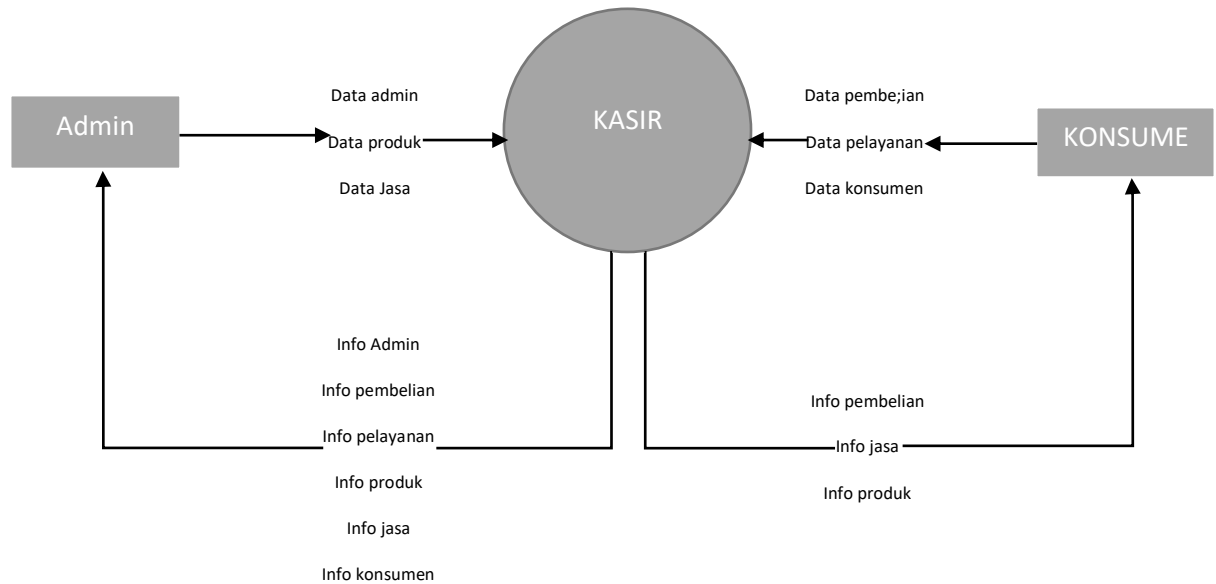 Admin
Data admin
Data produk
Data Jasa
KASIR
Data pembe;ian
Data pelayanan
Data konsumen
KONSUME
Info Admin
Info pembelian
Info pelayanan
Info produk
Info jasa
Info konsumen
Info pembelian
Info jasa
Info produk